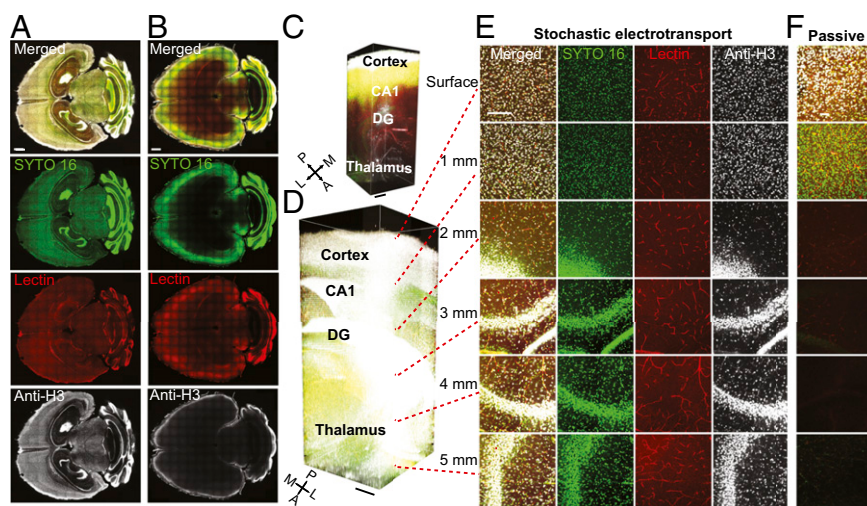 A
B
C
D
E
F
Stochastic electrotransport
Passive
Merged
SYTO 16
Lectin
Anti-H3
Merged
SYTO 16
Lectin
Anti-H3
Cortex
CA1
DG
Thalamus
P
M
L
A
Cortex
CA1
DG
Thalamus
M
P
A
L
Surface
1 mm
2 mm
3 mm
4 mm
5 mm
Merged
SYTO 16
Lectin
Anti-H3